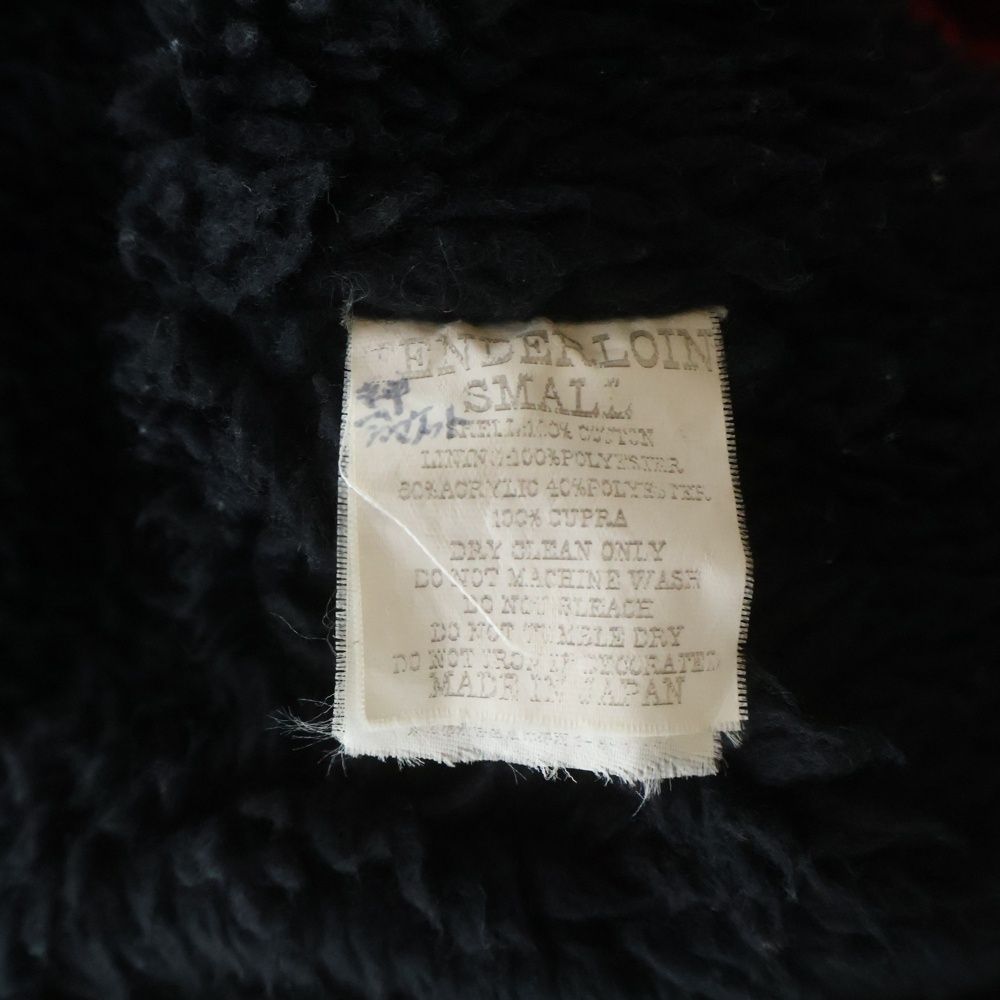 TENDERLOIN
SMALL
SHELL:100% COTTON
LINING:100%POLYESTER
60%ACRYLIC 40%POLYESTER
100% CUPRA
DRY CLEAN ONLY
DO NOT MACHINE WASH
DO NOT BLEACH
DO NOT TUMBLE DRY
DO NOT IRON IF DECORATED
MADE IN JAPAN